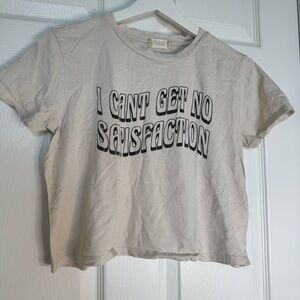 I CANT GET NO
SATISFACTION